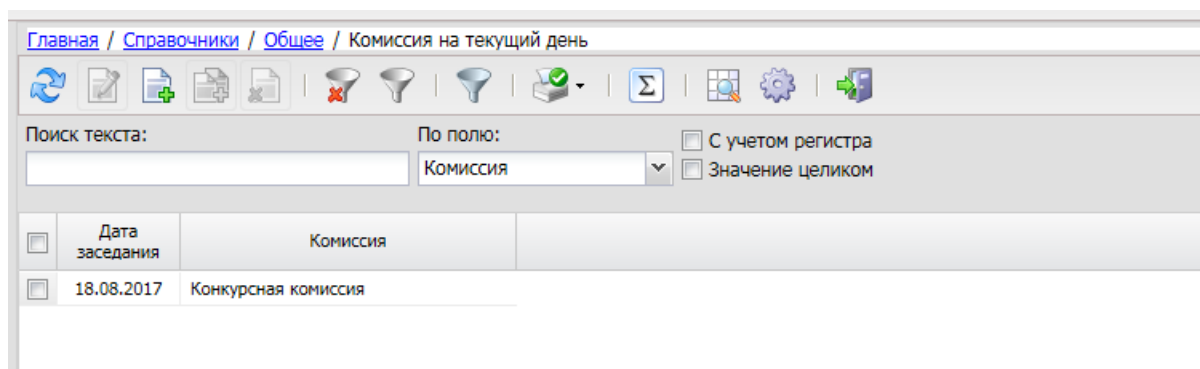 Главная / Справочники / Общее / Комиссия на текущий день
Поиск текста:
По полю:
С учетом регистра
Комиссия
Значение целиком
Дата заседания
Комиссия
18.08.2017
Конкурсная комиссия